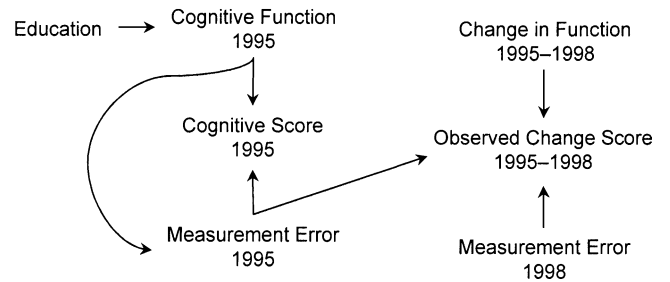 Education
Cognitive Function
1995
Change in Function
1995–1998
Cognitive Score
1995
Observed Change Score
1995–1998
Measurement Error
1995
Measurement Error
1998